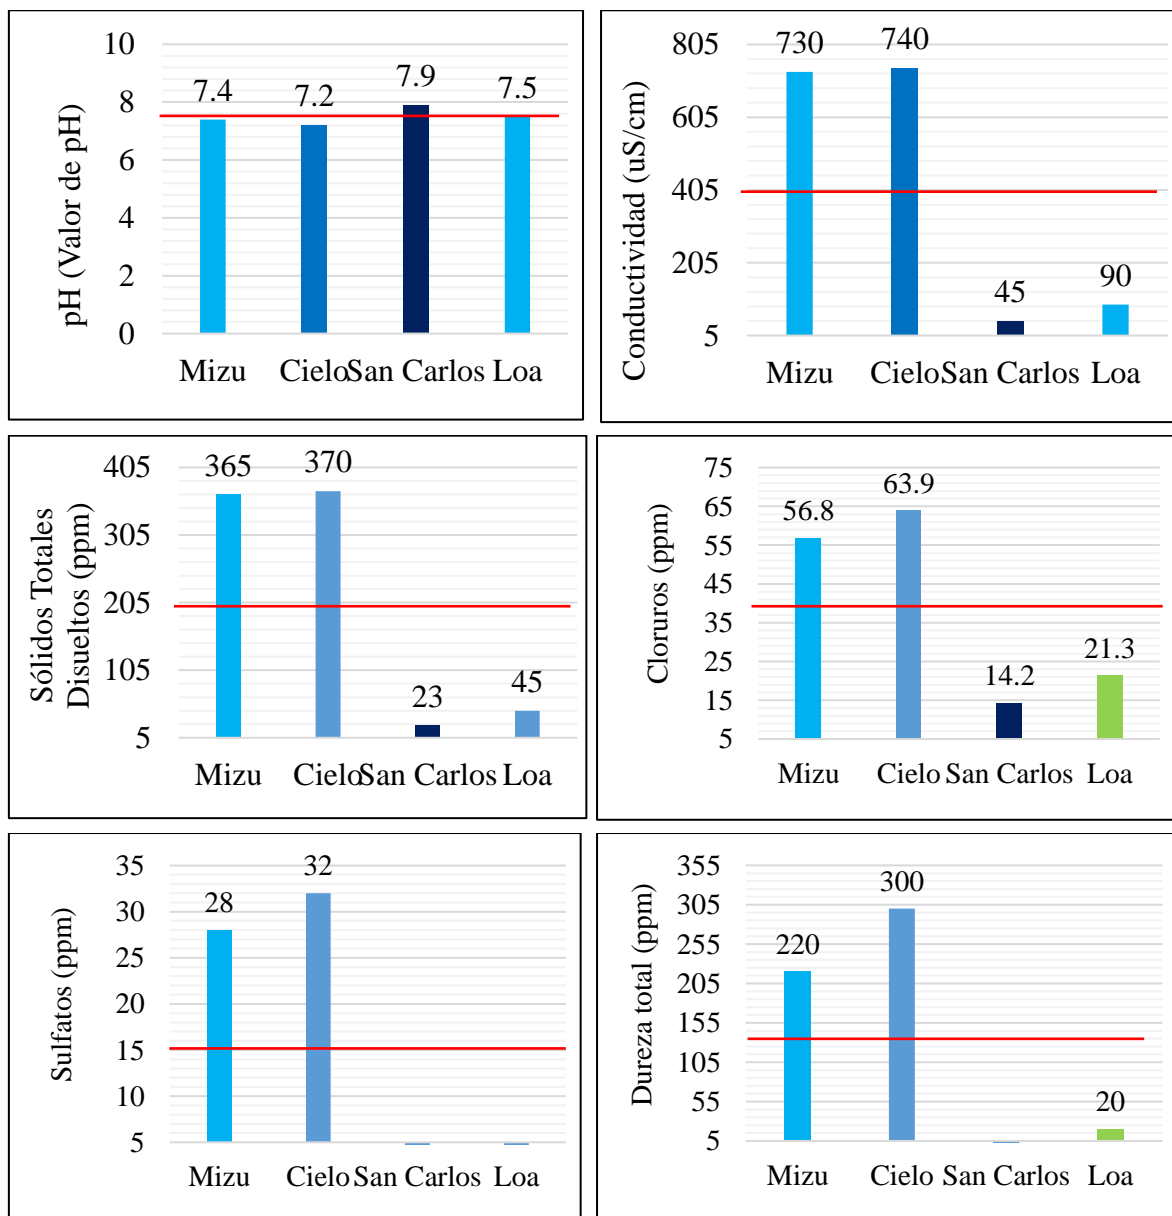 pH (Valor de pH)
10
8
6
4
2
0
7.4
7.2
7.9
7.5
Mizu
Cielo
San Carlos
Loa
Conductividad (uS/cm)
805
605
405
205
5
730
740
45
90
Mizu
Cielo
San Carlos
Loa
Sólidos Totales
Disueltos (ppm)
405
305
205
105
5
365
370
23
45
Mizu
Cielo
San Carlos
Loa
Cloruros (ppm)
75
65
55
45
35
25
15
5
56.8
63.9
14.2
21.3
Mizu
Cielo
San Carlos
Loa
Sulfatos (ppm)
35
30
25
20
15
10
5
28
32
Mizu
Cielo
San Carlos
Loa
Dureza total (ppm)
355
305
255
205
155
105
55
5
220
300
20
Mizu
Cielo
San Carlos
Loa